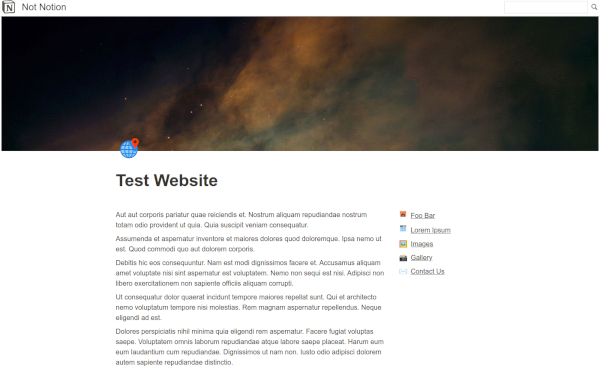 Not Notion
Test Website
Aut aut corporis pariatur quae reiciendis et. Nostrum aliquam repudiandae nostrum
totam odio provident ut quia. Quia suscipit veniam consequatur.
Assumenda et aspernatur inventore et maiores dolores quod doloremque. Ipsa nemo ut
est. Quod commodi quo aut dolorem corporis.
Debitis hic eos consequuntur. Nam est modi dignissimos facere et. Accusamus aliquam
amet voluptate nisi sint aspernatur est voluptatem. Nemo non sequi est nisi. Adipisci non
libero exercitationem non sapiente officiis aliquam corrupti.
Ut consequatur dolor quaerat incidunt tempore maiores repellat sunt. Qui et architecto
nemo voluptatum tempore nisi molestias. Rem magnam aspernatur repellendus. Neque
eligendi ad est.
Dolores perspiciatis nihil minima quia eligendi rem aspernatur. Facere fugiat voluptas
saepe. Voluptatem omnis laborum repudiandae atque labore saepe placeat. Harum eum
eum laudantium cum repudiandae. Dignissimos ut nam non. Iusto odio adipisci dolorem
autem sapiente repudiandae distinctio.
Foo Bar
Lorem Ipsum
Images
Gallery
Contact Us